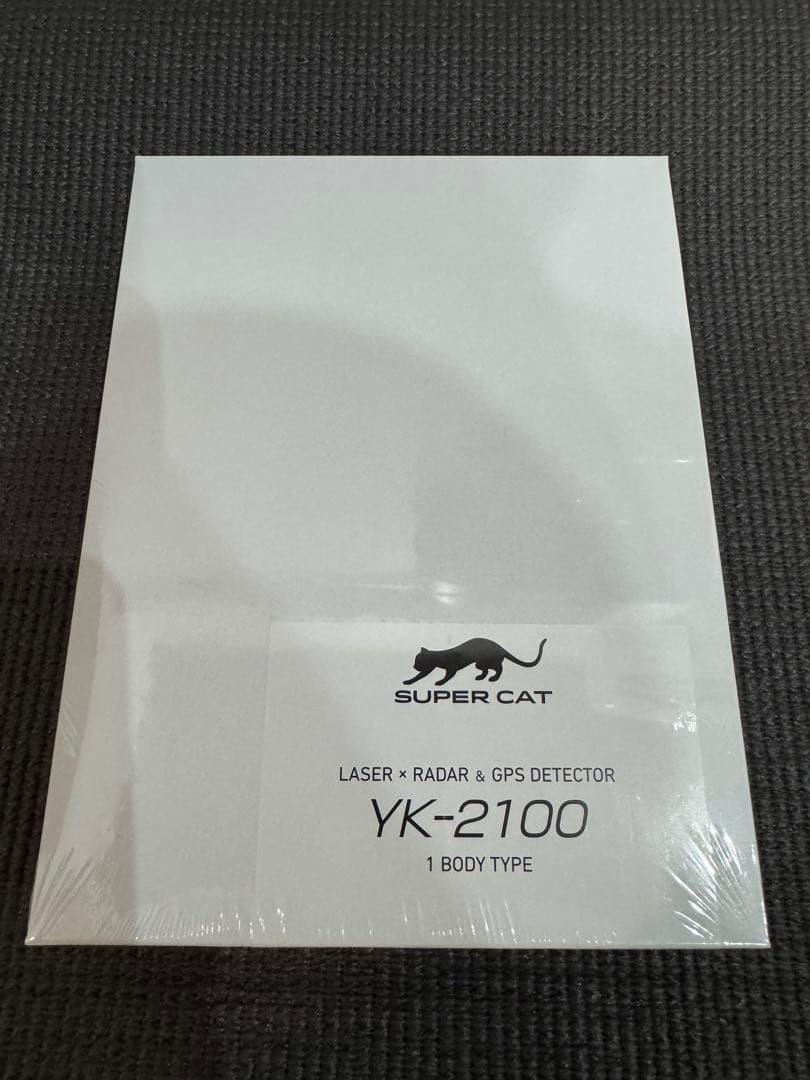 SUPER CAT
LASER × RADAR & GPS DETECTOR
YK-2100
1 BODY TYPE